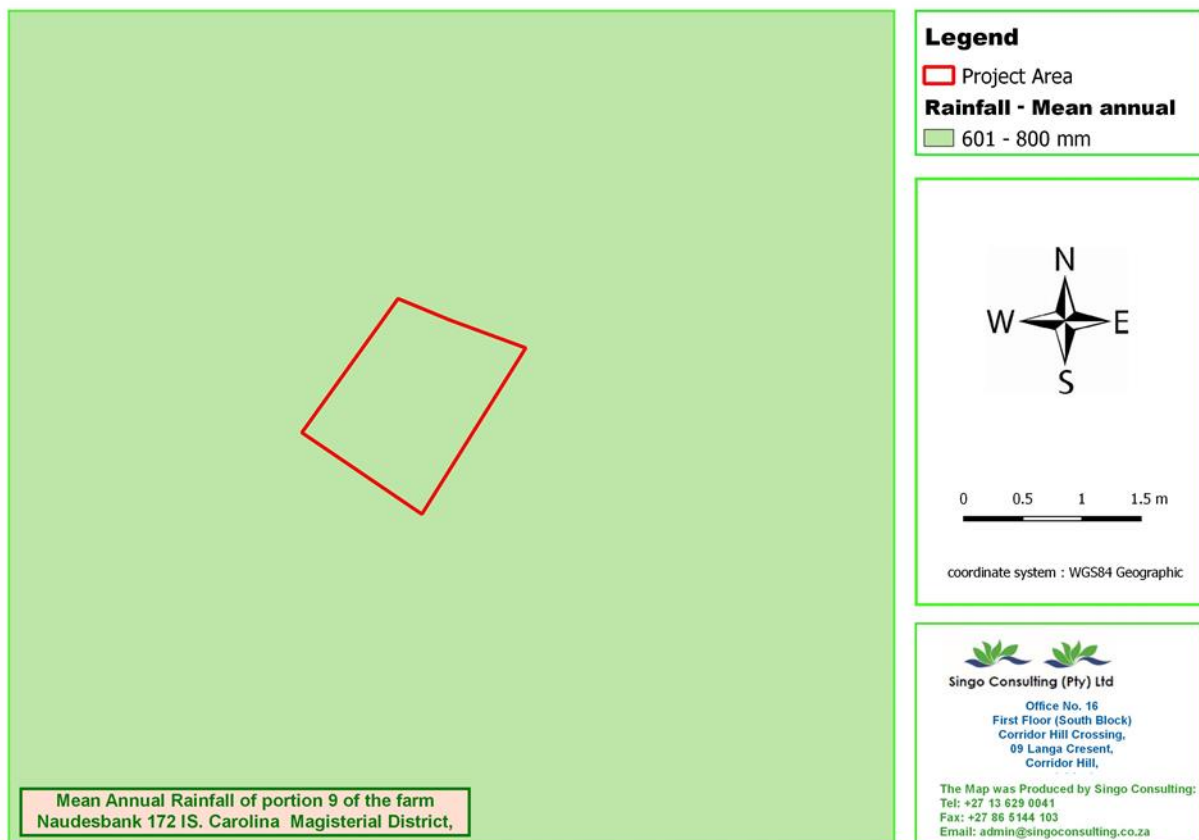 Legend
Project Area
Rainfall - Mean annual
601 - 800 mm
N
W E
S
0 0.5 1 1.5 m
coordinate system : WGS84 Geographic
Singo Consulting (Pty) Ltd
Office No. 16
First Floor (South Block)
Corridor Hill Crossing,
09 Langa Cresent,
Corridor Hill,
The Map was Produced by Singo Consulting:
Tel: +27 13 629 0041
Fax: +27 86 5144 103
Email: admin@singoconsulting.co.za
Mean Annual Rainfall of portion 9 of the farm
Naudesbank 172 IS. Carolina Magisterial District,